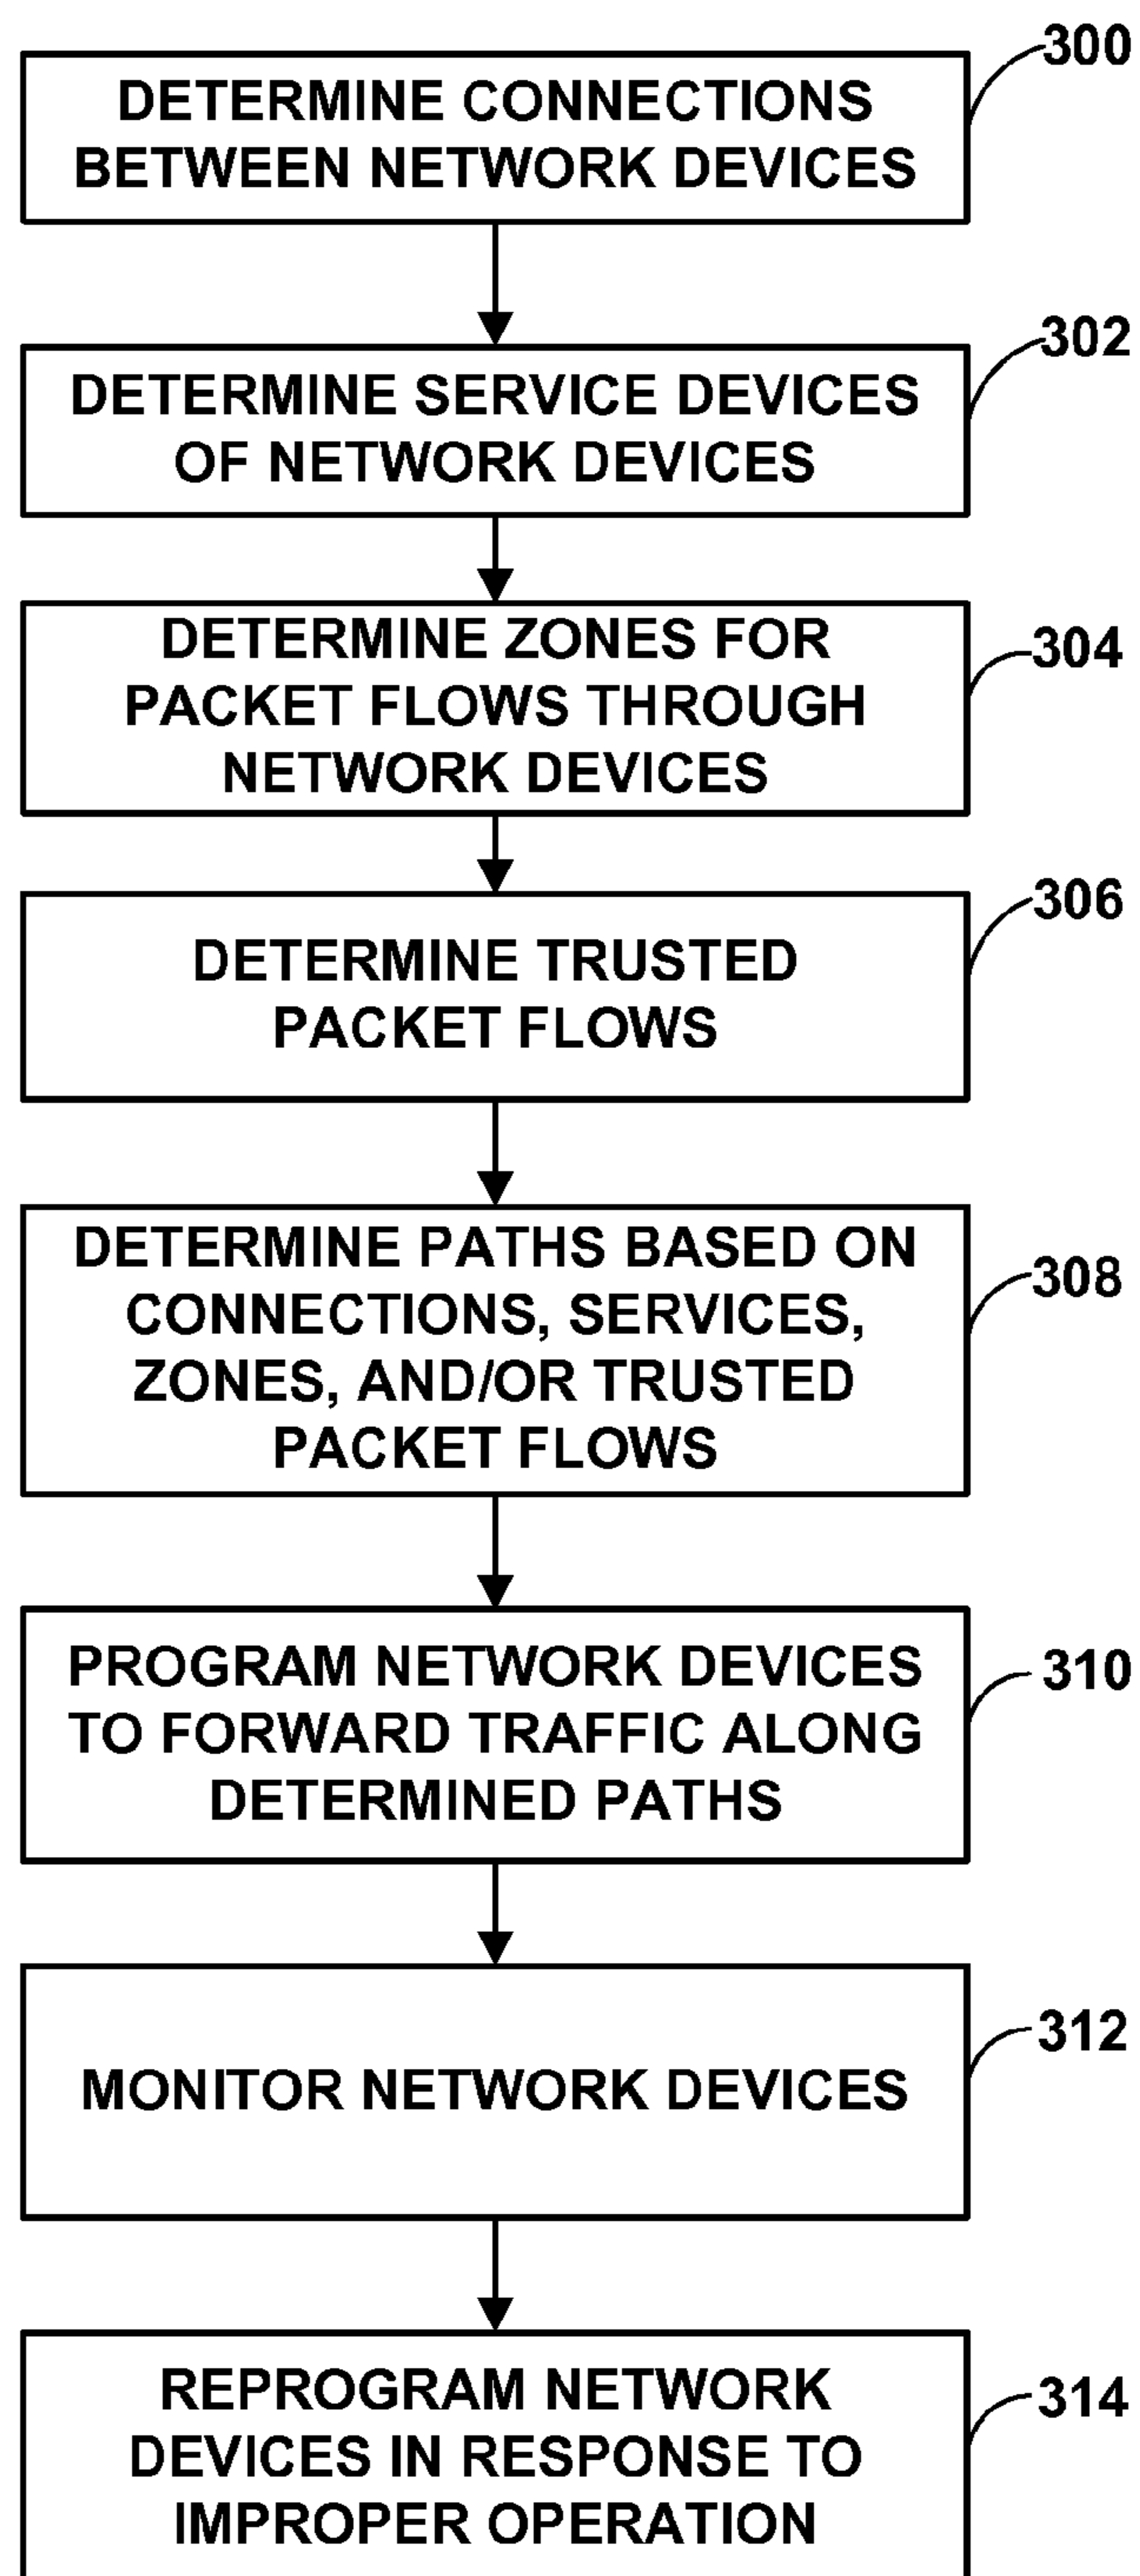 300
DETERMINE CONNECTIONS
BETWEEN NETWORK DEVICES
302
DETERMINE SERVICE DEVICES
OF NETWORK DEVICES
304
DETERMINE ZONES FOR
PACKET FLOWS THROUGH
NETWORK DEVICES
306
DETERMINE TRUSTED
PACKET FLOWS
308
DETERMINE PATHS BASED ON
CONNECTIONS, SERVICES,
ZONES, AND/OR TRUSTED
PACKET FLOWS
310
PROGRAM NETWORK DEVICES
TO FORWARD TRAFFIC ALONG
DETERMINED PATHS
312
MONITOR NETWORK DEVICES
314
REPROGRAM NETWORK
DEVICES IN RESPONSE TO
IMPROPER OPERATION